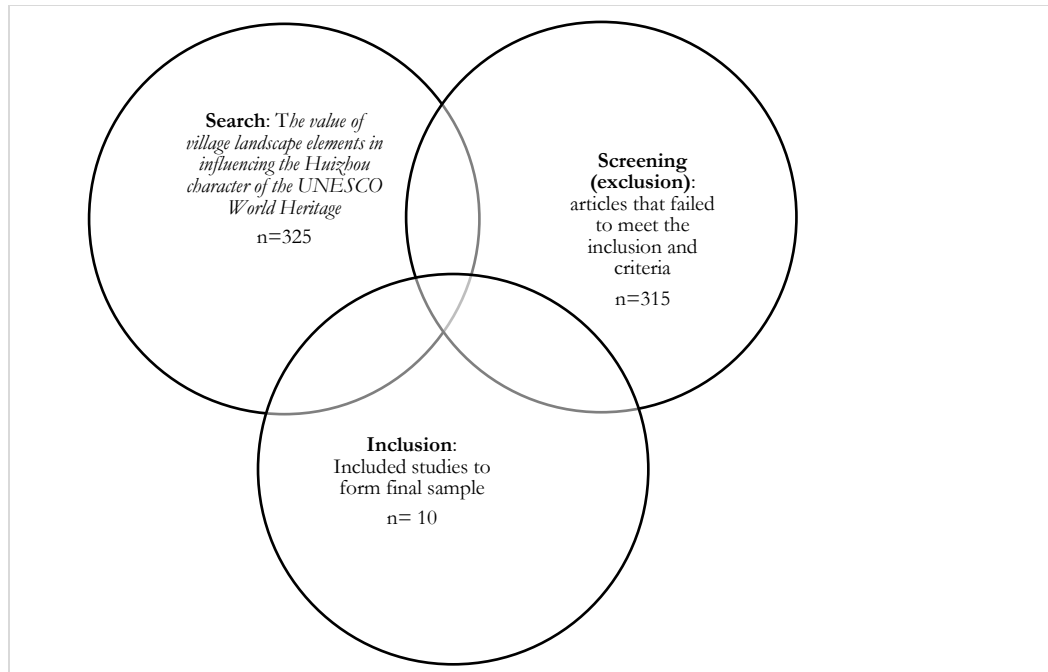 Search: The value of
village landscape elements in
influencing the Huizhou
character of the UNESCO
World Heritage
n=325
Screening
(exclusion):
articles that failed
to meet the
inclusion and
criteria
n=315
Inclusion:
Included studies to
form final sample
n= 10